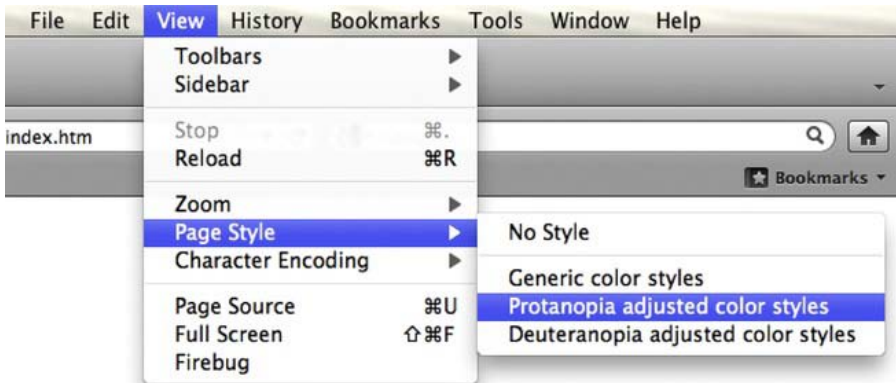 File Edit View History Bookmarks Tools Window Help
Toolbars
Sidebar
index.htm
Stop ⌘.
Reload ⌘R
Bookmarks
Zoom
Page Style
Character Encoding
Page Source ⌘U
Full Screen ⇧⌘F
Firebug
No Style
Generic color styles
Protanopia adjusted color styles
Deuteranopia adjusted color styles